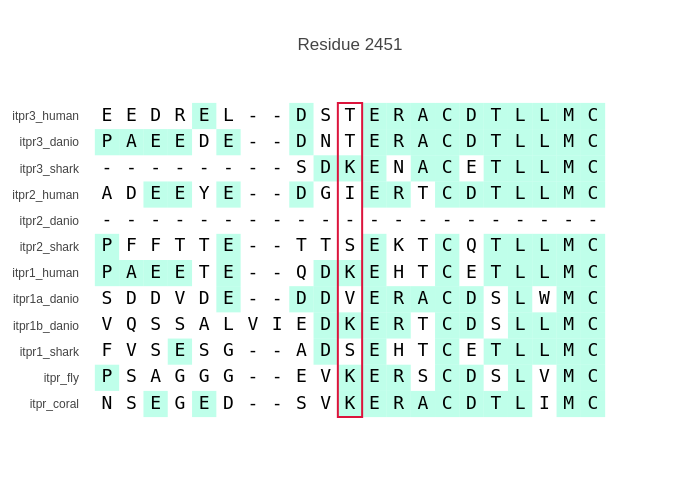 Residue 2451
itpr3_human E E D R E L - - D S T E R A C D T L L M C
itpr3_danio P A E E D E - - D N T E R A C D T L L M C
itpr3_shark - - - - - - - - S D K E N A C E T L L M C
itpr2_human A D E E Y E - - D G I E R T C D T L L M C
itpr2_danio - - - - - - - - - - - - - - - - - - - - -
itpr2_shark P F F T T E - - T T S E K T C Q T L L M C
itpr1_human P A E E T E - - Q D K E H T C E T L L M C
itpr1a_danio S D D V D E - - D D V E R A C D S L W M C
itpr1b_danio V Q S S A L V I E D K E R T C D S L L M C
itpr1_shark F V S E S G - - A D S E H T C E T L L M C
itpr_fly P S A G G G - - E V K E R S C D S L V M C
itpr_coral N S E G E D - - S V K E R A C D T L I M C